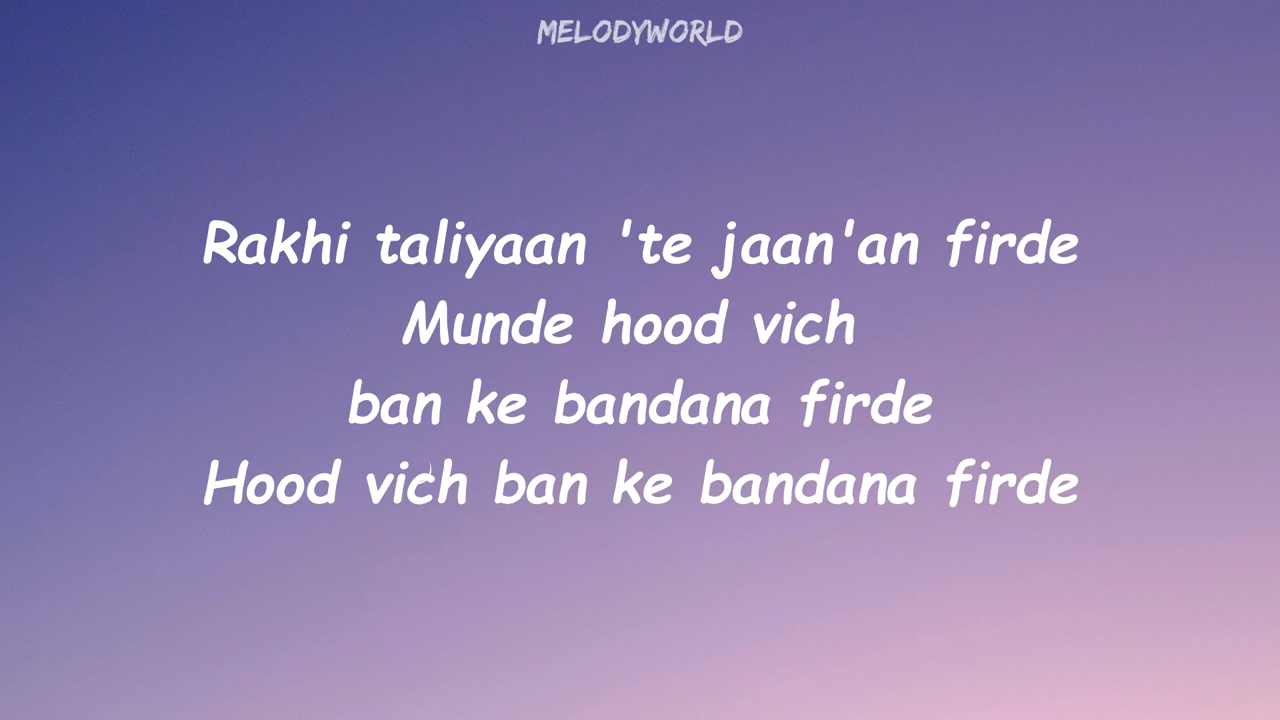 MELODYWORLD
Rakhi taliyaan 'te jaan'an firde
Munde hood vich
ban ke bandana firde
Hood vich ban ke bandana firde